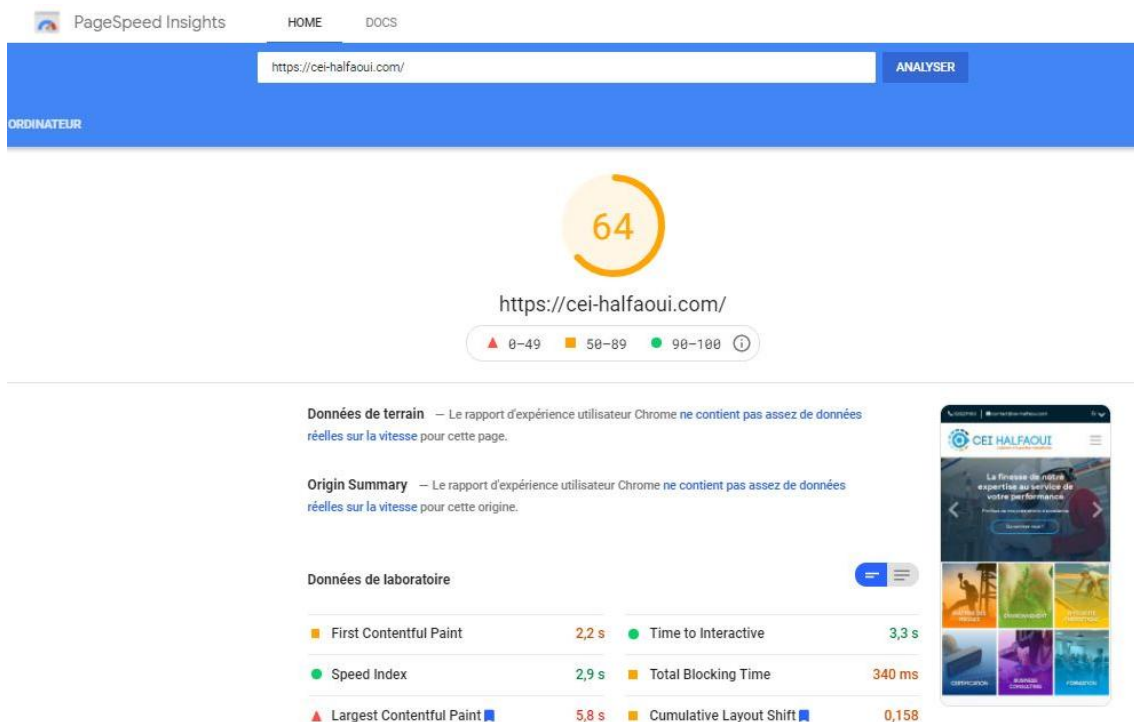 PageSpeed Insights
HOME
DOCS
https://cei-halfaoui.com/
ANALYSER
ORDINATEUR
64
https://cei-halfaoui.com/
0–49
50–89
90–100
Données de terrain — Le rapport d'expérience utilisateur Chrome ne contient pas assez de données
réelles sur la vitesse pour cette page.
Origin Summary — Le rapport d'expérience utilisateur Chrome ne contient pas assez de données
réelles sur la vitesse pour cette origine.
Données de laboratoire
First Contentful Paint 2,2 s
Time to Interactive 3,3 s
Speed Index 2,9 s
Total Blocking Time 340 ms
Largest Contentful Paint 5,8 s
Cumulative Layout Shift 0,158
CEI HALFAOUI
La finesse de notre
expertise au service de
votre performance
ENVIRONNEMENT
CERTIFICATION
BUSINESS
CONSULTING
FORMATION